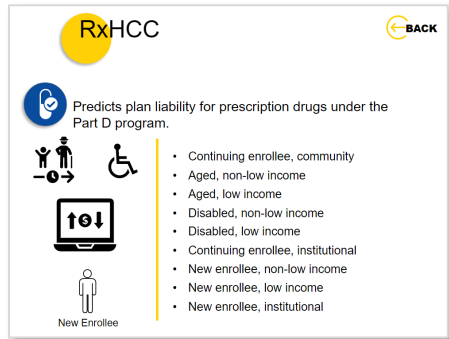 RxHCC
BACK
Predicts plan liability for prescription drugs under the
Part D program.
• Continuing enrollee, community
• Aged, non-low income
• Aged, low income
• Disabled, non-low income
• Disabled, low income
• Continuing enrollee, institutional
• New enrollee, non-low income
• New enrollee, low income
• New enrollee, institutional
$
New Enrollee